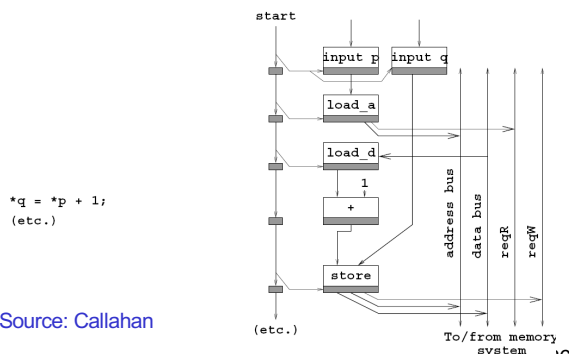 start
input p
input q
load_a
load_d
1
+
store
address bus
data bus
reqR
reqW
*q = *p + 1;
(etc.)
Source: Callahan
(etc.)
To/from memory
system